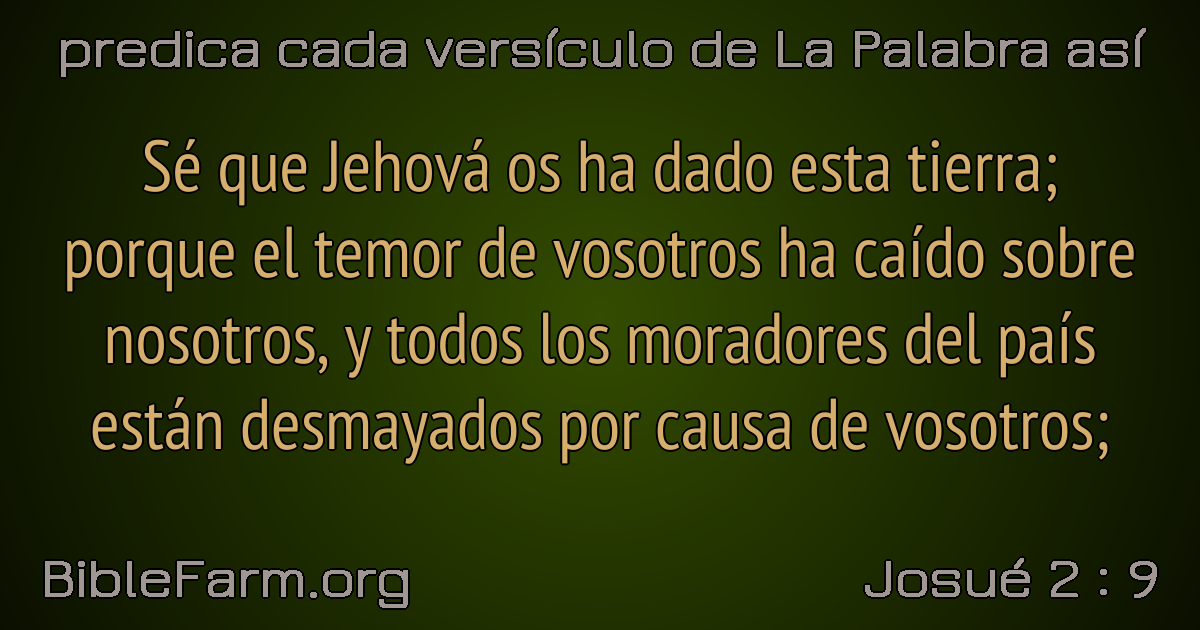 predica cada versículo de La Palabra así
Sé que Jehová os ha dado esta tierra;
porque el temor de vosotros ha caído sobre
nosotros, y todos los moradores del país
están desmayados por causa de vosotros;
BibleFarm.org
Josué 2 : 9